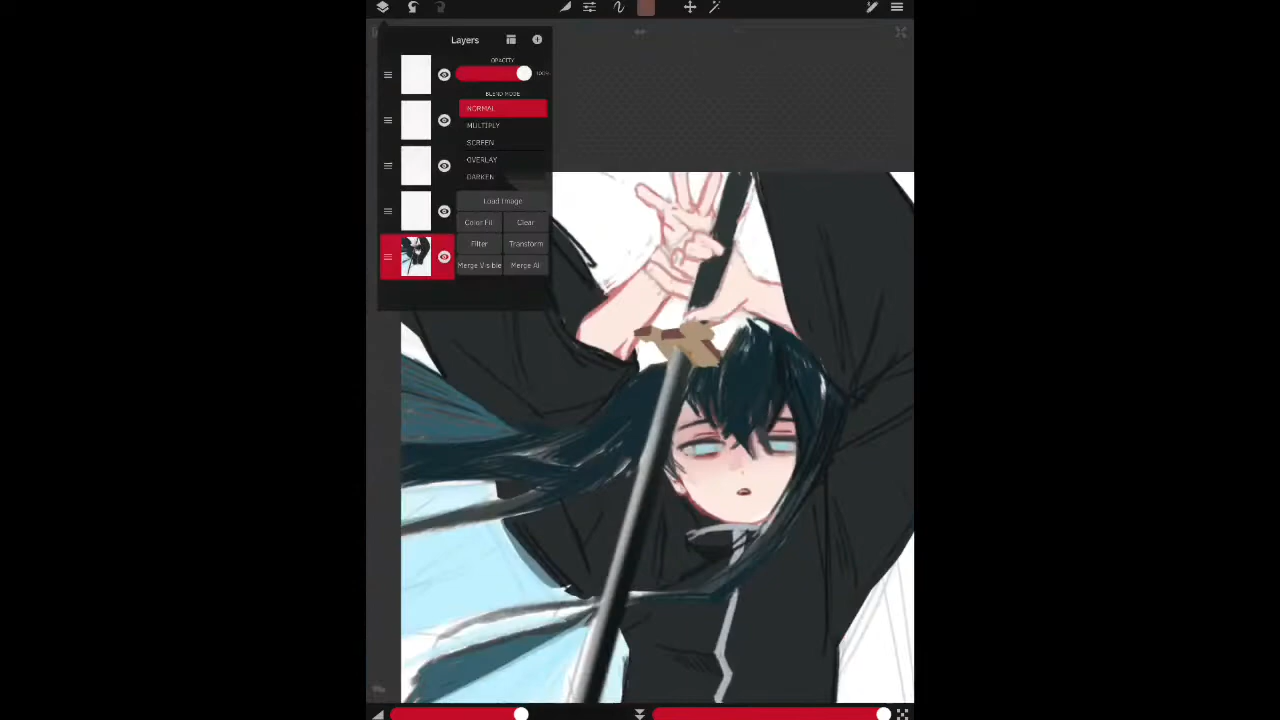 Layers
OPACITY
100%
BLEND MODE
NORMAL
MULTIPLY
SCREEN
OVERLAY
DARKEN
Load Image
Color Fill Clear
Filter Transform
Merge Visible Merge All